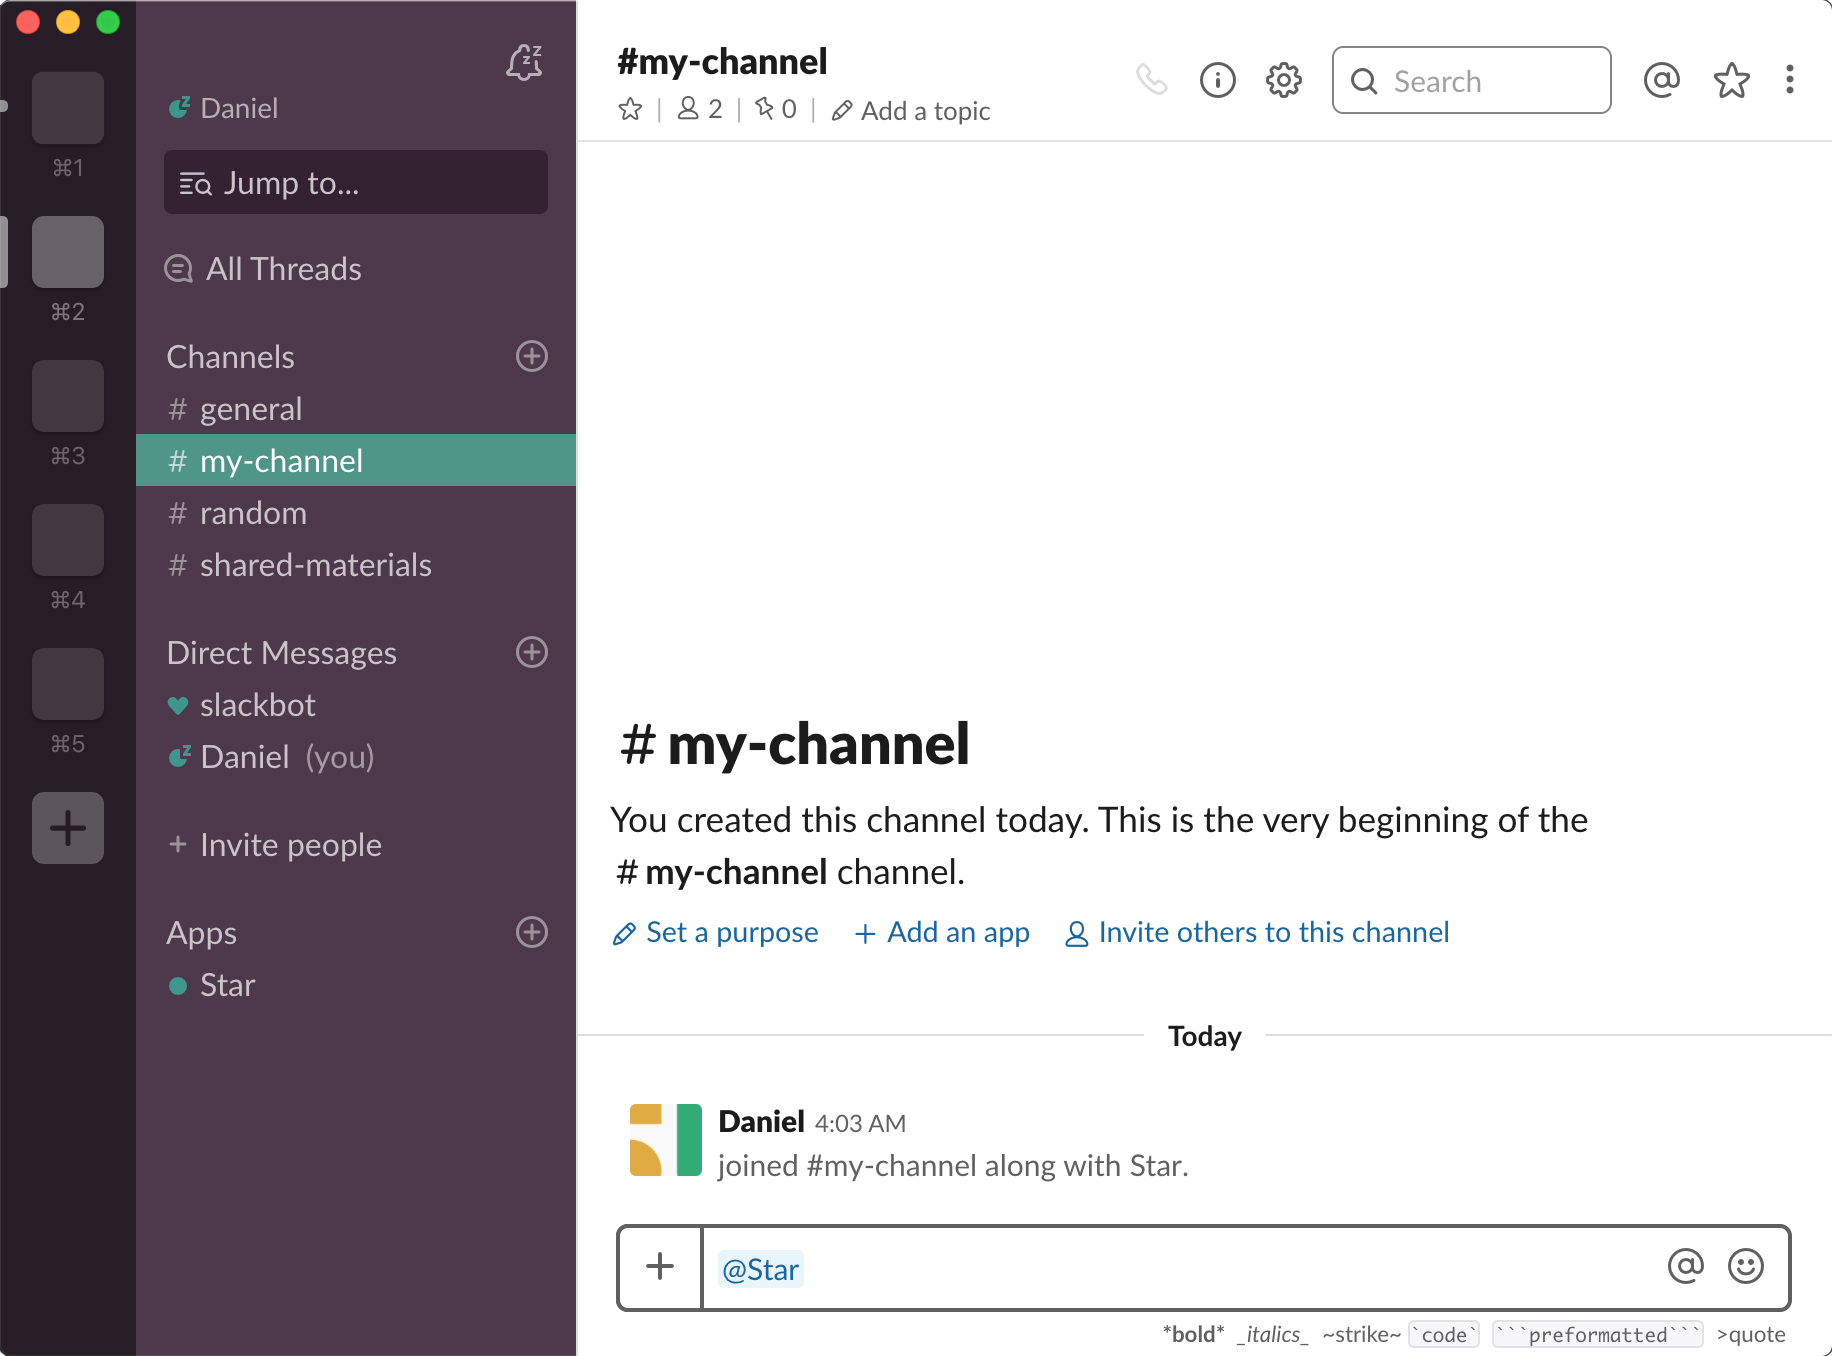 ⌘1
⌘2
⌘3
⌘4
⌘5
Daniel
Jump to...
All Threads
Channels
# general
# my-channel
# random
# shared-materials
Direct Messages
slackbot
Daniel (you)
+ Invite people
Apps
Star
#my-channel
2 | 0 | Add a topic
Search
# my-channel
You created this channel today. This is the very beginning of the
# my-channel channel.
Set a purpose + Add an app Invite others to this channel
Today
Daniel 4:03 AM
joined #my-channel along with Star.
@Star
*bold* _italics_ ~strike~ `code` ```preformatted``` >quote